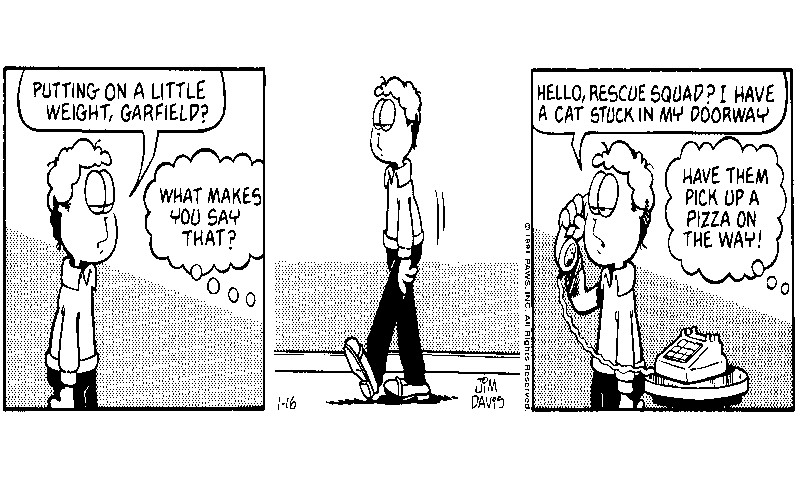 PUTTING ON A LITTLE
WEIGHT, GARFIELD?
WHAT MAKES
YOU SAY
THAT?
1-16
JIM
DAVIS
© 1997 PAWS, INC. All Rights Reserved.
HELLO, RESCUE SQUAD? I HAVE
A CAT STUCK IN MY DOORWAY
HAVE THEM
PICK UP A
PIZZA ON
THE WAY!